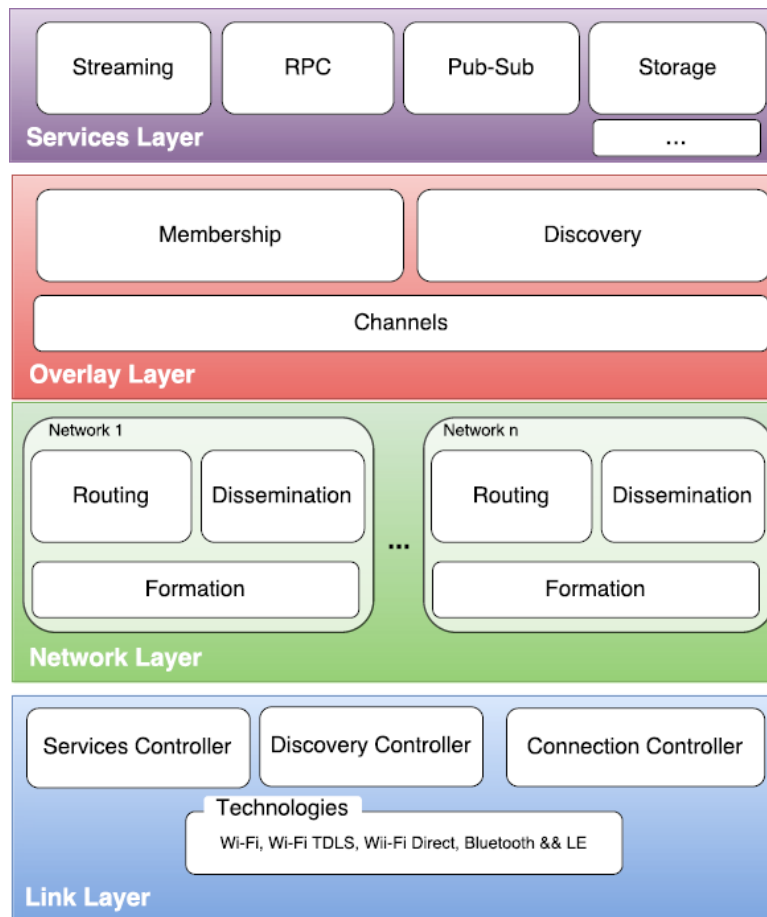 Streaming
RPC
Pub-Sub
Storage
Services Layer
...
Membership
Discovery
Channels
Overlay Layer
Network 1
Routing
Dissemination
Formation
...
Network n
Routing
Dissemination
Formation
Network Layer
Services Controller
Discovery Controller
Connection Controller
Technologies
Wi-Fi, Wi-Fi TDLS, Wii-Fi Direct, Bluetooth && LE
Link Layer